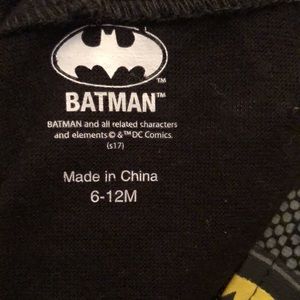 BATMAN™
BATMAN and all related characters
and elements © &™DC Comics.
(s17)
Made in China
6-12M